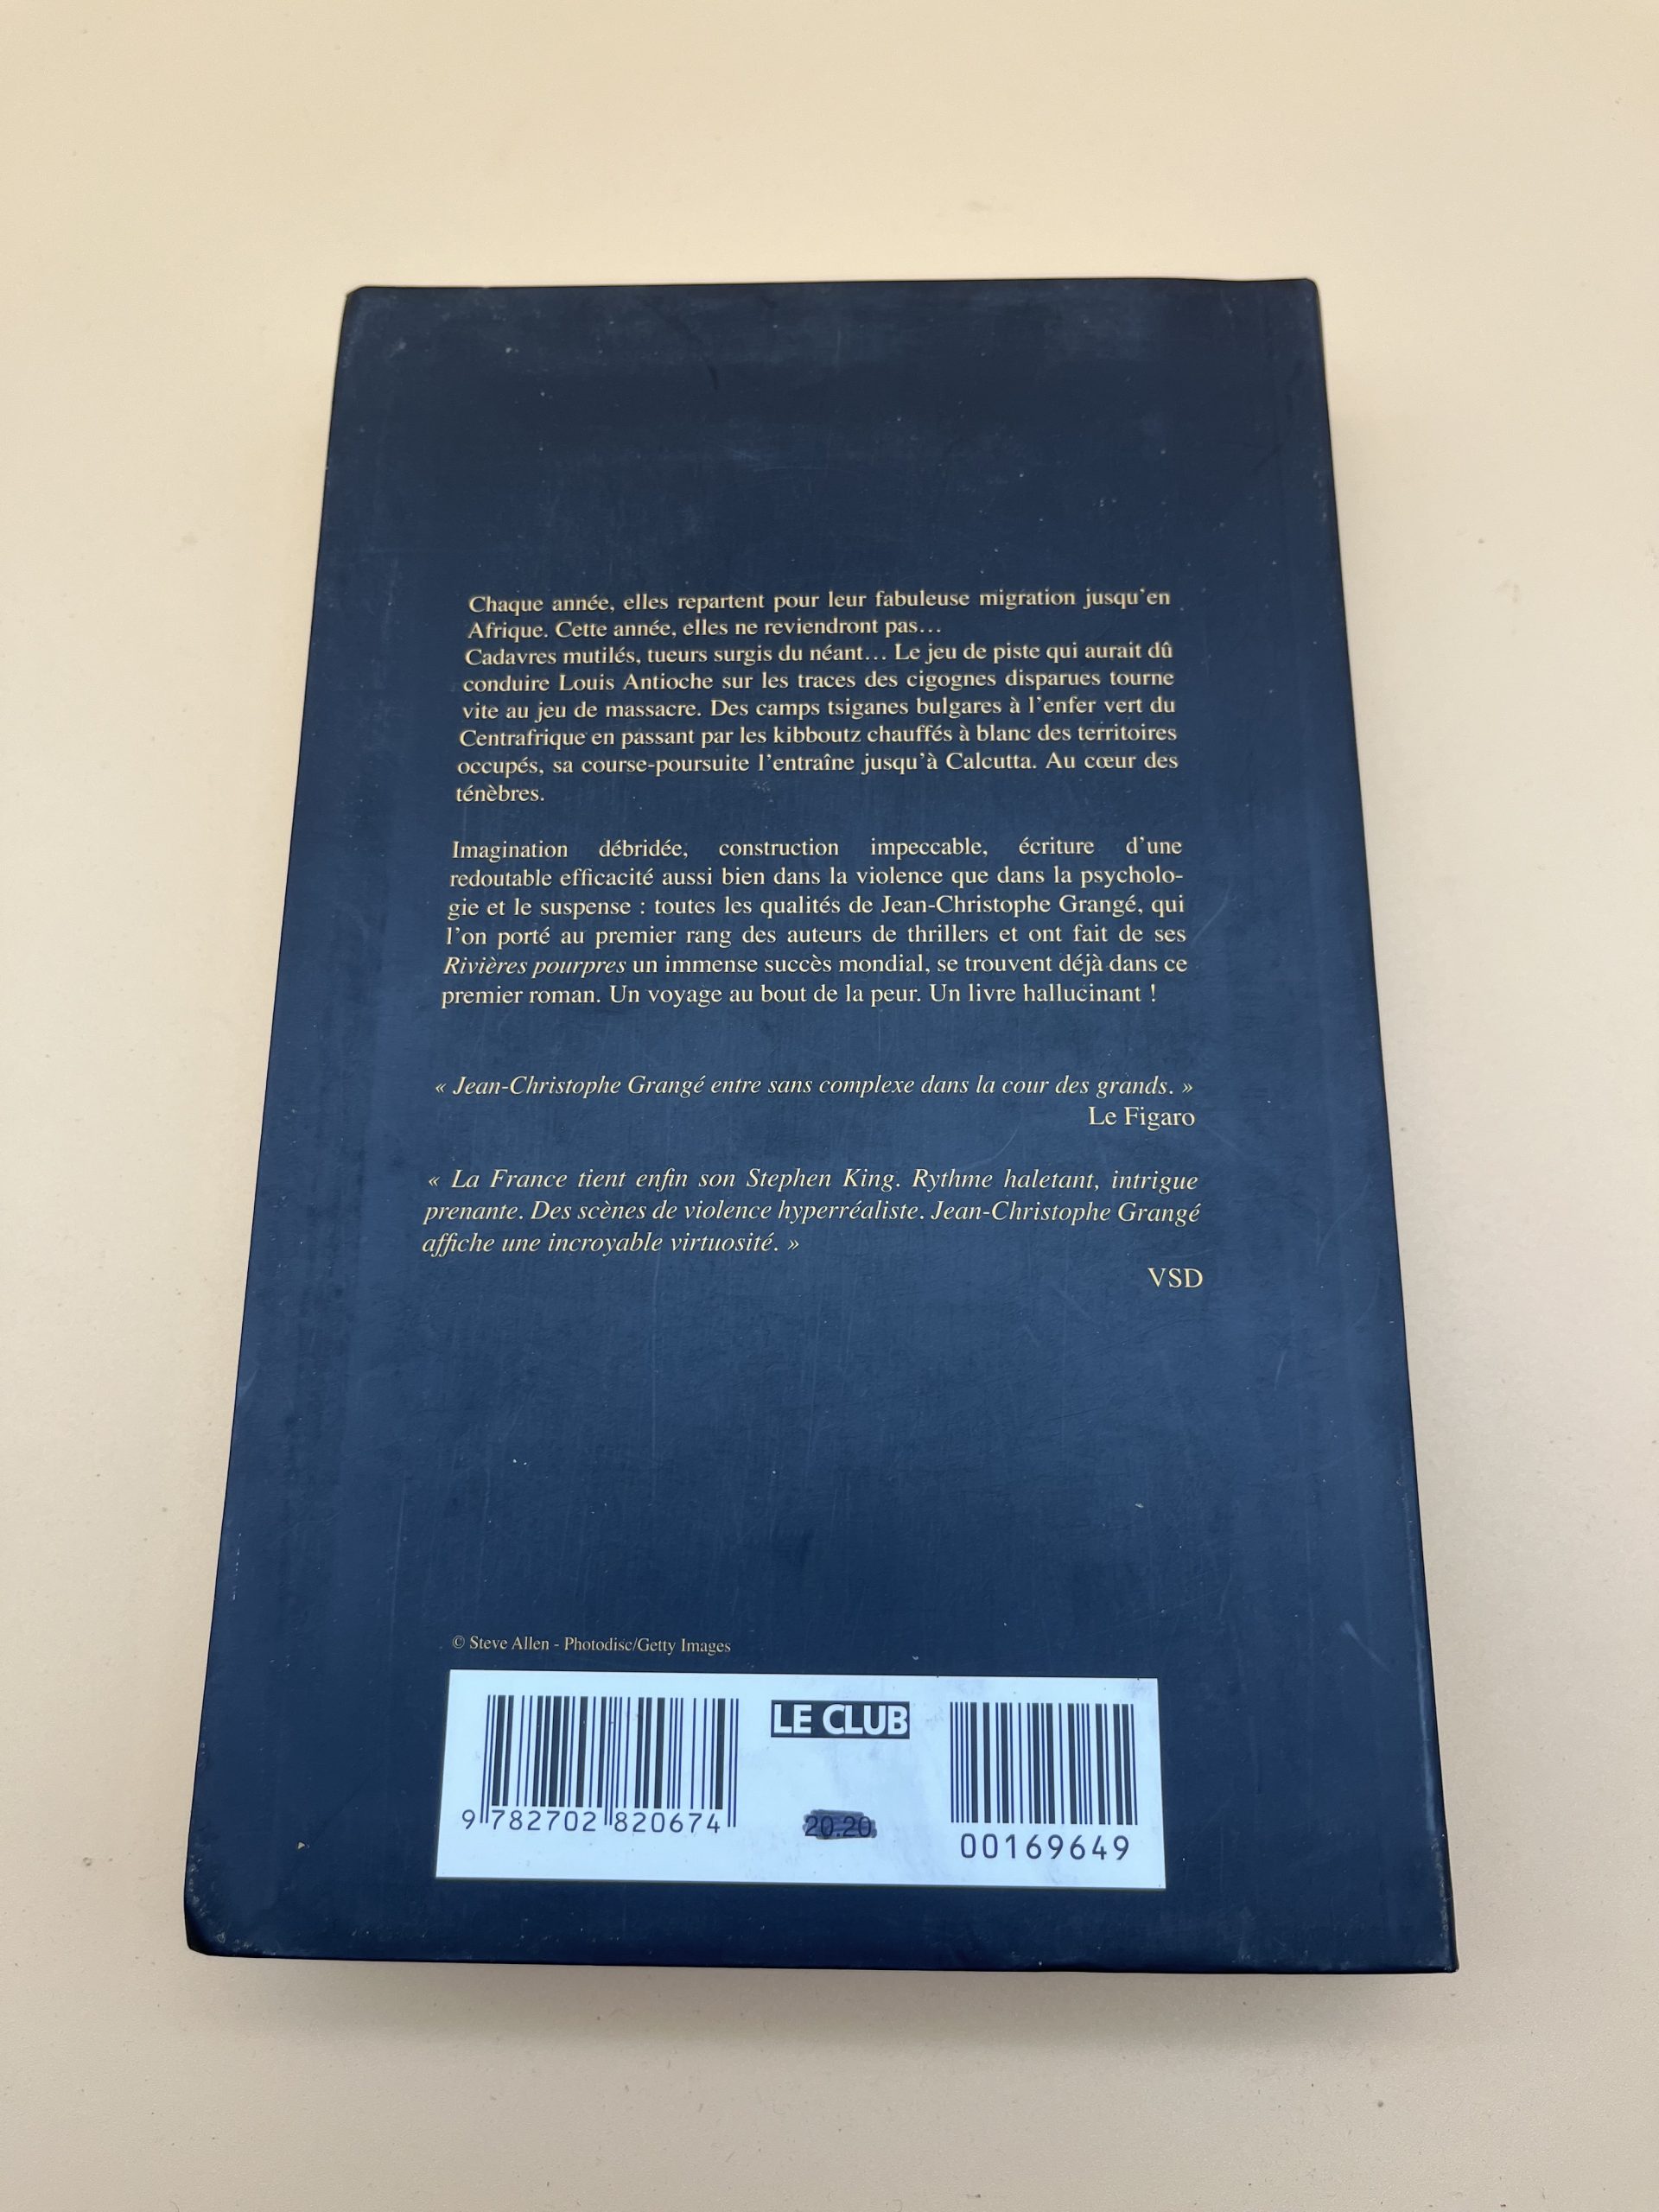 Chaque année, elles repartent pour leur fabuleuse migration jusqu'en
Afrique. Cette année, elles ne reviendront pas...
Cadavres mutilés, tueurs surgis du néant... Le jeu de piste qui aurait dû
conduire Louis Antioche sur les traces des cigognes disparues tourne
vite au jeu de massacre. Des camps tsiganes bulgares à l'enfer vert du
Centrafrique en passant par les kibboutz chauffés à blanc des territoires
occupés, sa course-poursuite l'entraîne jusqu'à Calcutta. Au cœur des
ténèbres.
Imagination débridée, construction impeccable, écriture d'une
redoutable efficacité aussi bien dans la violence que dans la psycholo-
gie et le suspense : toutes les qualités de Jean-Christophe Grangé, qui
l'on porté au premier rang des auteurs de thrillers et ont fait de ses
Rivières pourpres un immense succès mondial, se trouvent déjà dans ce
premier roman. Un voyage au bout de la peur. Un livre hallucinant !
« Jean-Christophe Grangé entre sans complexe dans la cour des grands. »
Le Figaro
« La France tient enfin son Stephen King. Rythme haletant, intrigue
prenante. Des scènes de violence hyperréaliste. Jean-Christophe Grangé
affiche une incroyable virtuosité. »
VSD
© Steve Allen - Photodisc/Getty Images
LE CLUB
9 782702 820674
20.20
00169649